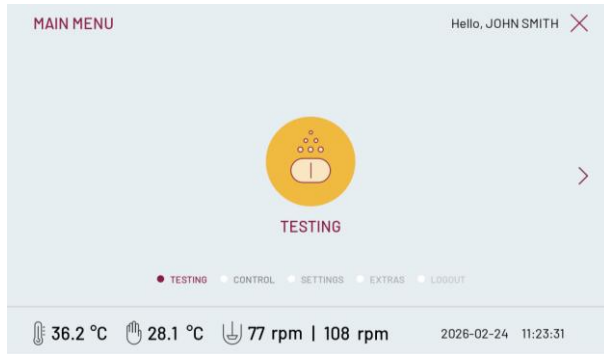 MAIN MENU
Hello, JOHN SMITH
TESTING
TESTING CONTROL SETTINGS EXTRAS LOGOUT
36.2 °C 28.1 °C 77 rpm | 108 rpm 2026-02-24 11:23:31